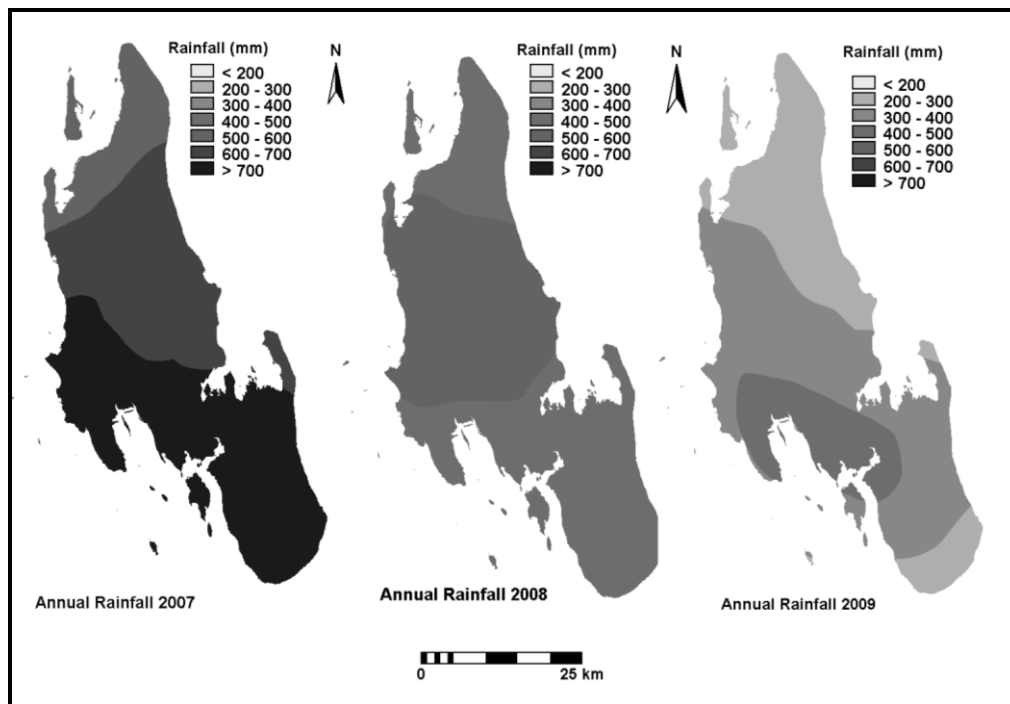 Rainfall (mm)
< 200
200 - 300
300 - 400
400 - 500
500 - 600
600 - 700
> 700
N
Annual Rainfall 2007
Rainfall (mm)
< 200
200 - 300
300 - 400
400 - 500
500 - 600
600 - 700
> 700
N
Annual Rainfall 2008
Rainfall (mm)
< 200
200 - 300
300 - 400
400 - 500
500 - 600
600 - 700
> 700
Annual Rainfall 2009
0 25 km